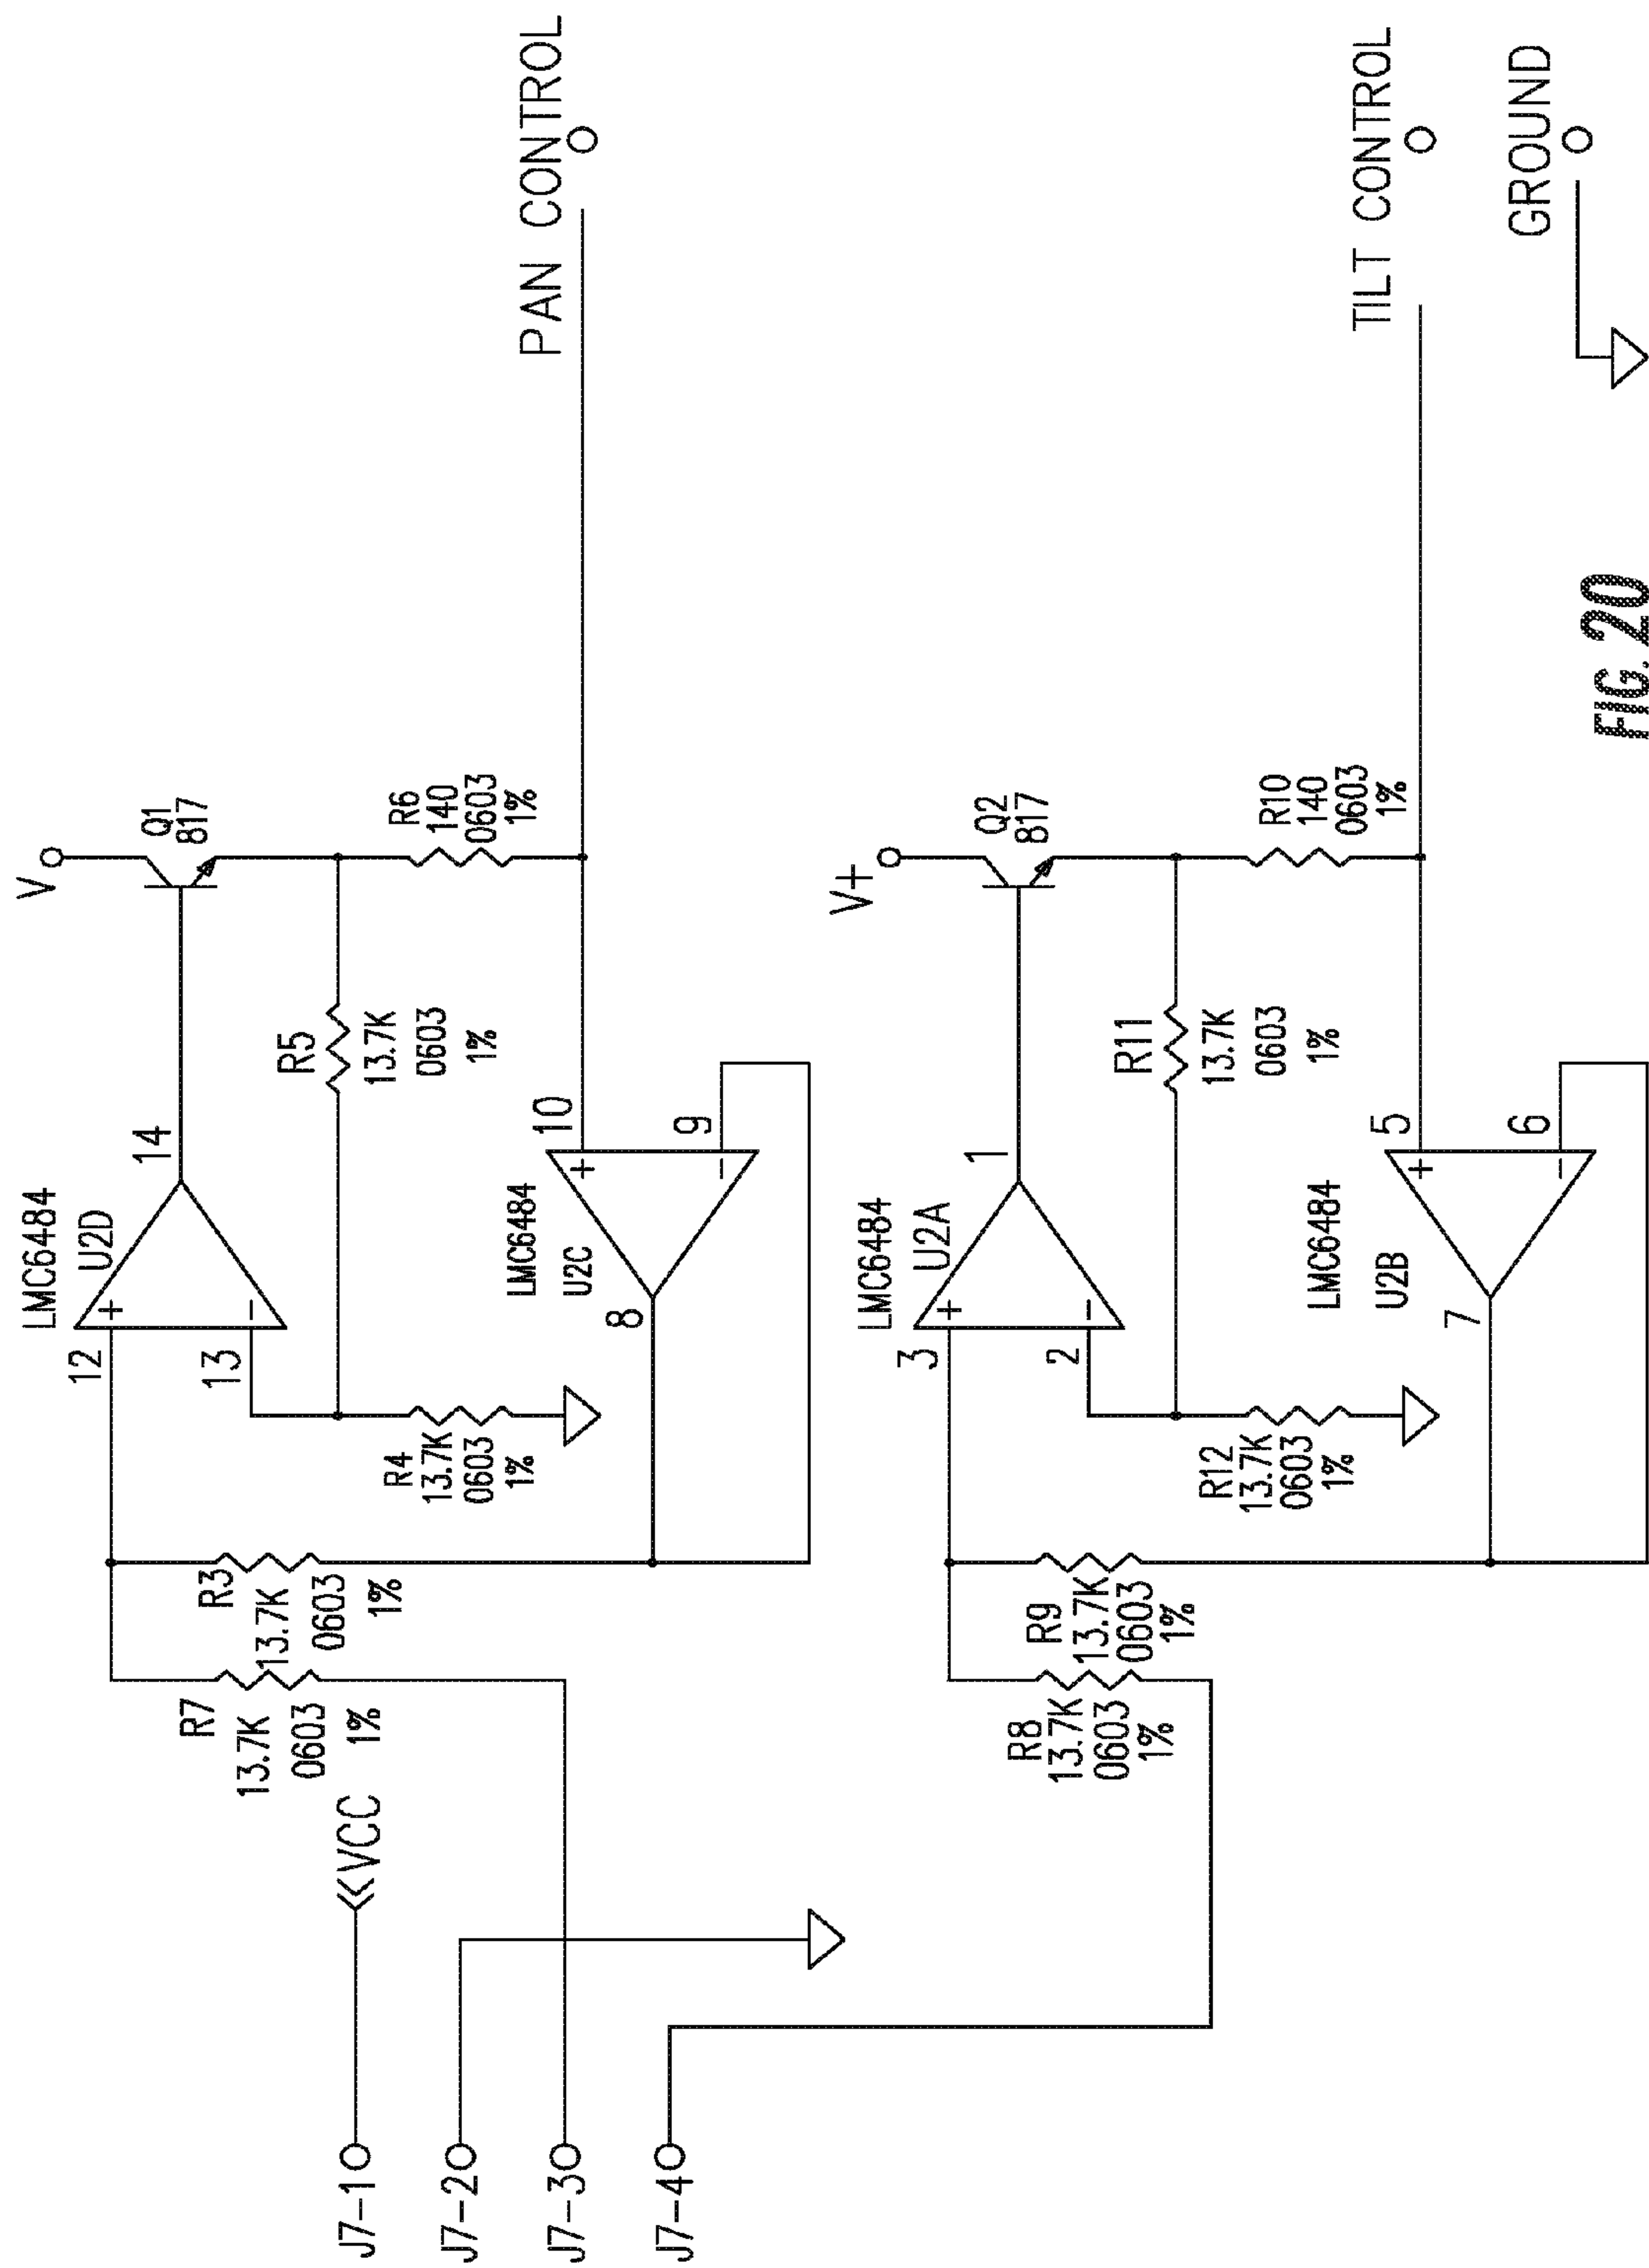 V
LMC6484
U2D
12
13
14
Q1
817
R5
13.7K
0603
1%
R6
140
0603
1%
PAN CONTROL
LMC6484
U2C
10
9
8
R4
13.7K
0603
1%
R3
13.7K
0603
1%
R7
13.7K
0603
1%
VCC
J7-1
J7-2
J7-3
J7-4
V+
LMC6484
U2A
3
2
1
Q2
817
R11
13.7K
0603
1%
R10
140
0603
1%
TILT CONTROL
LMC6484
U2B
5
6
7
R12
13.7K
0603
1%
R9
13.7K
0603
1%
R8
13.7K
0603
1%
GROUND
FIG. 20